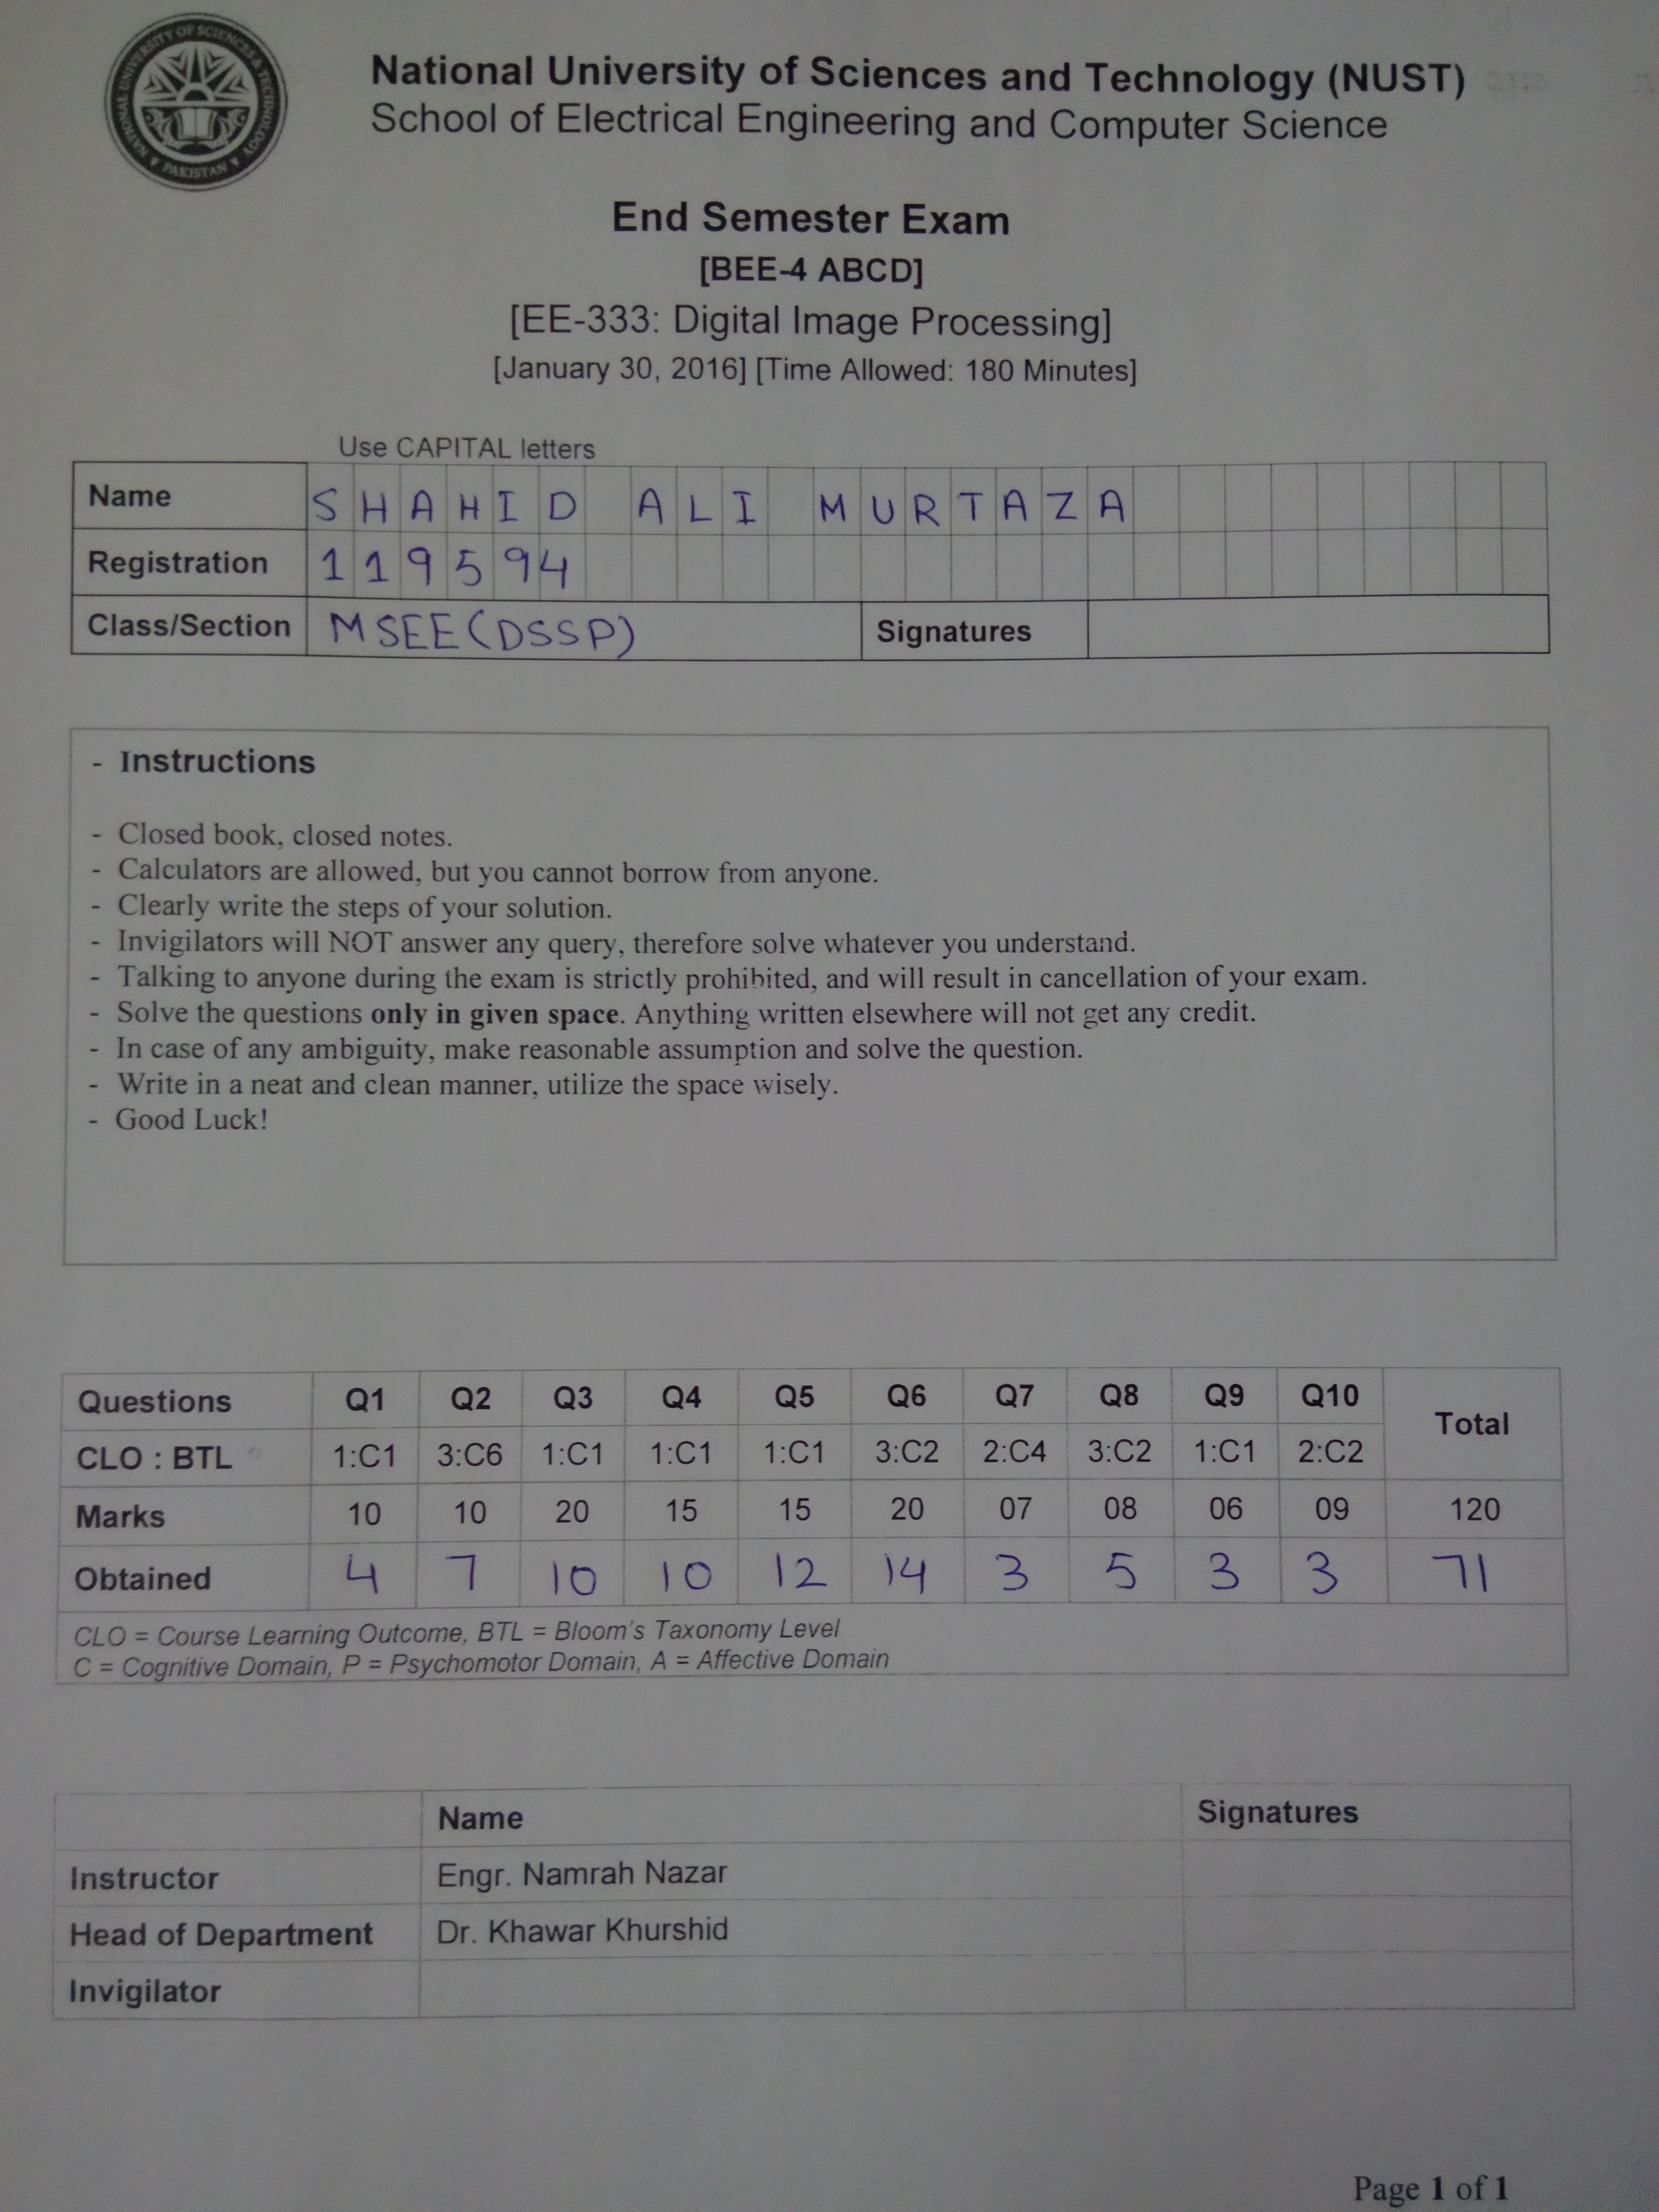 NATIONAL UNIVERSITY OF SCIENCES & TECHNOLOGY
PAKISTAN
National University of Sciences and Technology (NUST)
School of Electrical Engineering and Computer Science
End Semester Exam
[BEE-4 ABCD]
[EE-333: Digital Image Processing]
[January 30, 2016] [Time Allowed: 180 Minutes]
Use CAPITAL letters
Name SHAHID ALI MURTAZA
Registration 119594
Class/Section MSEE(DSSP) Signatures
- Instructions
- Closed book, closed notes.
- Calculators are allowed, but you cannot borrow from anyone.
- Clearly write the steps of your solution.
- Invigilators will NOT answer any query, therefore solve whatever you understand.
- Talking to anyone during the exam is strictly prohibited, and will result in cancellation of your exam.
- Solve the questions only in given space. Anything written elsewhere will not get any credit.
- In case of any ambiguity, make reasonable assumption and solve the question.
- Write in a neat and clean manner, utilize the space wisely.
- Good Luck!
Questions Q1 Q2 Q3 Q4 Q5 Q6 Q7 Q8 Q9 Q10 Total
CLO : BTL 1:C1 3:C6 1:C1 1:C1 1:C1 3:C2 2:C4 3:C2 1:C1 2:C2
Marks 10 10 20 15 15 20 07 08 06 09 120
Obtained 4 7 10 10 12 14 3 5 3 3 71
CLO = Course Learning Outcome, BTL = Bloom's Taxonomy Level
C = Cognitive Domain, P = Psychomotor Domain, A = Affective Domain
Name Signatures
Instructor Engr. Namrah Nazar
Head of Department Dr. Khawar Khurshid
Invigilator
Page 1 of 1